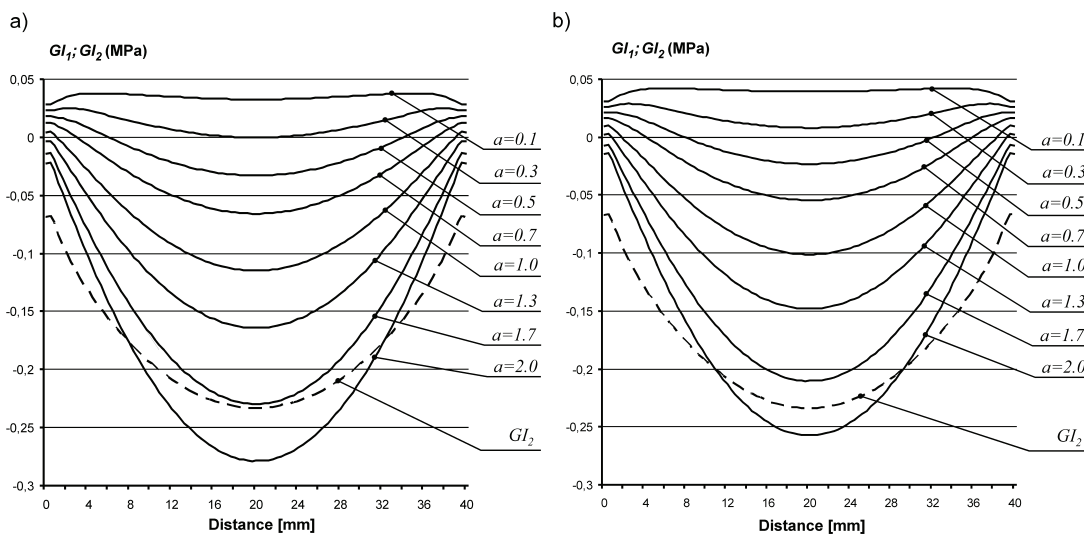 a)
GI1; GI2 (MPa)
0,05
0
-0,05
-0,1
-0,15
-0,2
-0,25
-0,3
0 4 8 12 16 20 24 28 32 36 40
Distance [mm]
a=0.1
a=0.3
a=0.5
a=0.7
a=1.0
a=1.3
a=1.7
a=2.0
GI2
b)
GI1; GI2 (MPa)
0,05
0
-0,05
-0,1
-0,15
-0,2
-0,25
-0,3
0 4 8 12 16 20 24 28 32 36 40
Distance [mm]
a=0.1
a=0.3
a=0.5
a=0.7
a=1.0
a=1.3
a=1.7
a=2.0
GI2